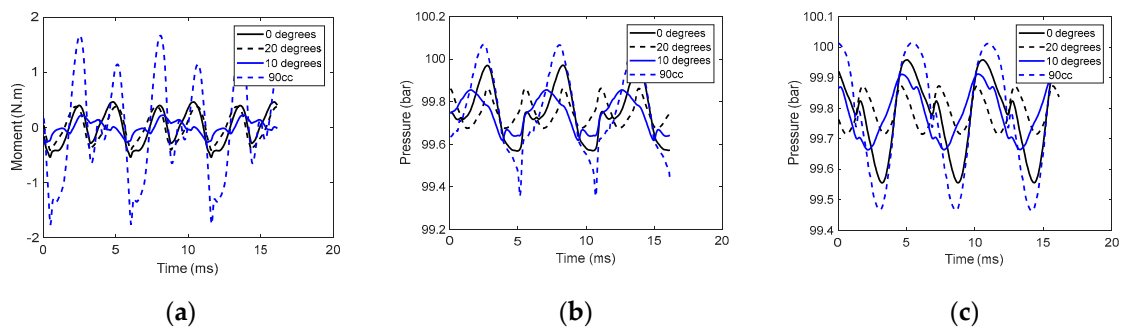 2
1
0
-1
-2
0
5
10
15
20
Moment (N.m)
Time (ms)
0 degrees
20 degrees
10 degrees
90cc
(a)
100.2
100
99.8
99.6
99.4
99.2
0
5
10
15
20
Pressure (bar)
Time (ms)
0 degrees
20 degrees
10 degrees
90cc
(b)
100.1
100
99.9
99.8
99.7
99.6
99.5
99.4
0
5
10
15
20
Pressure (bar)
Time (ms)
0 degrees
20 degrees
10 degrees
90cc
(c)